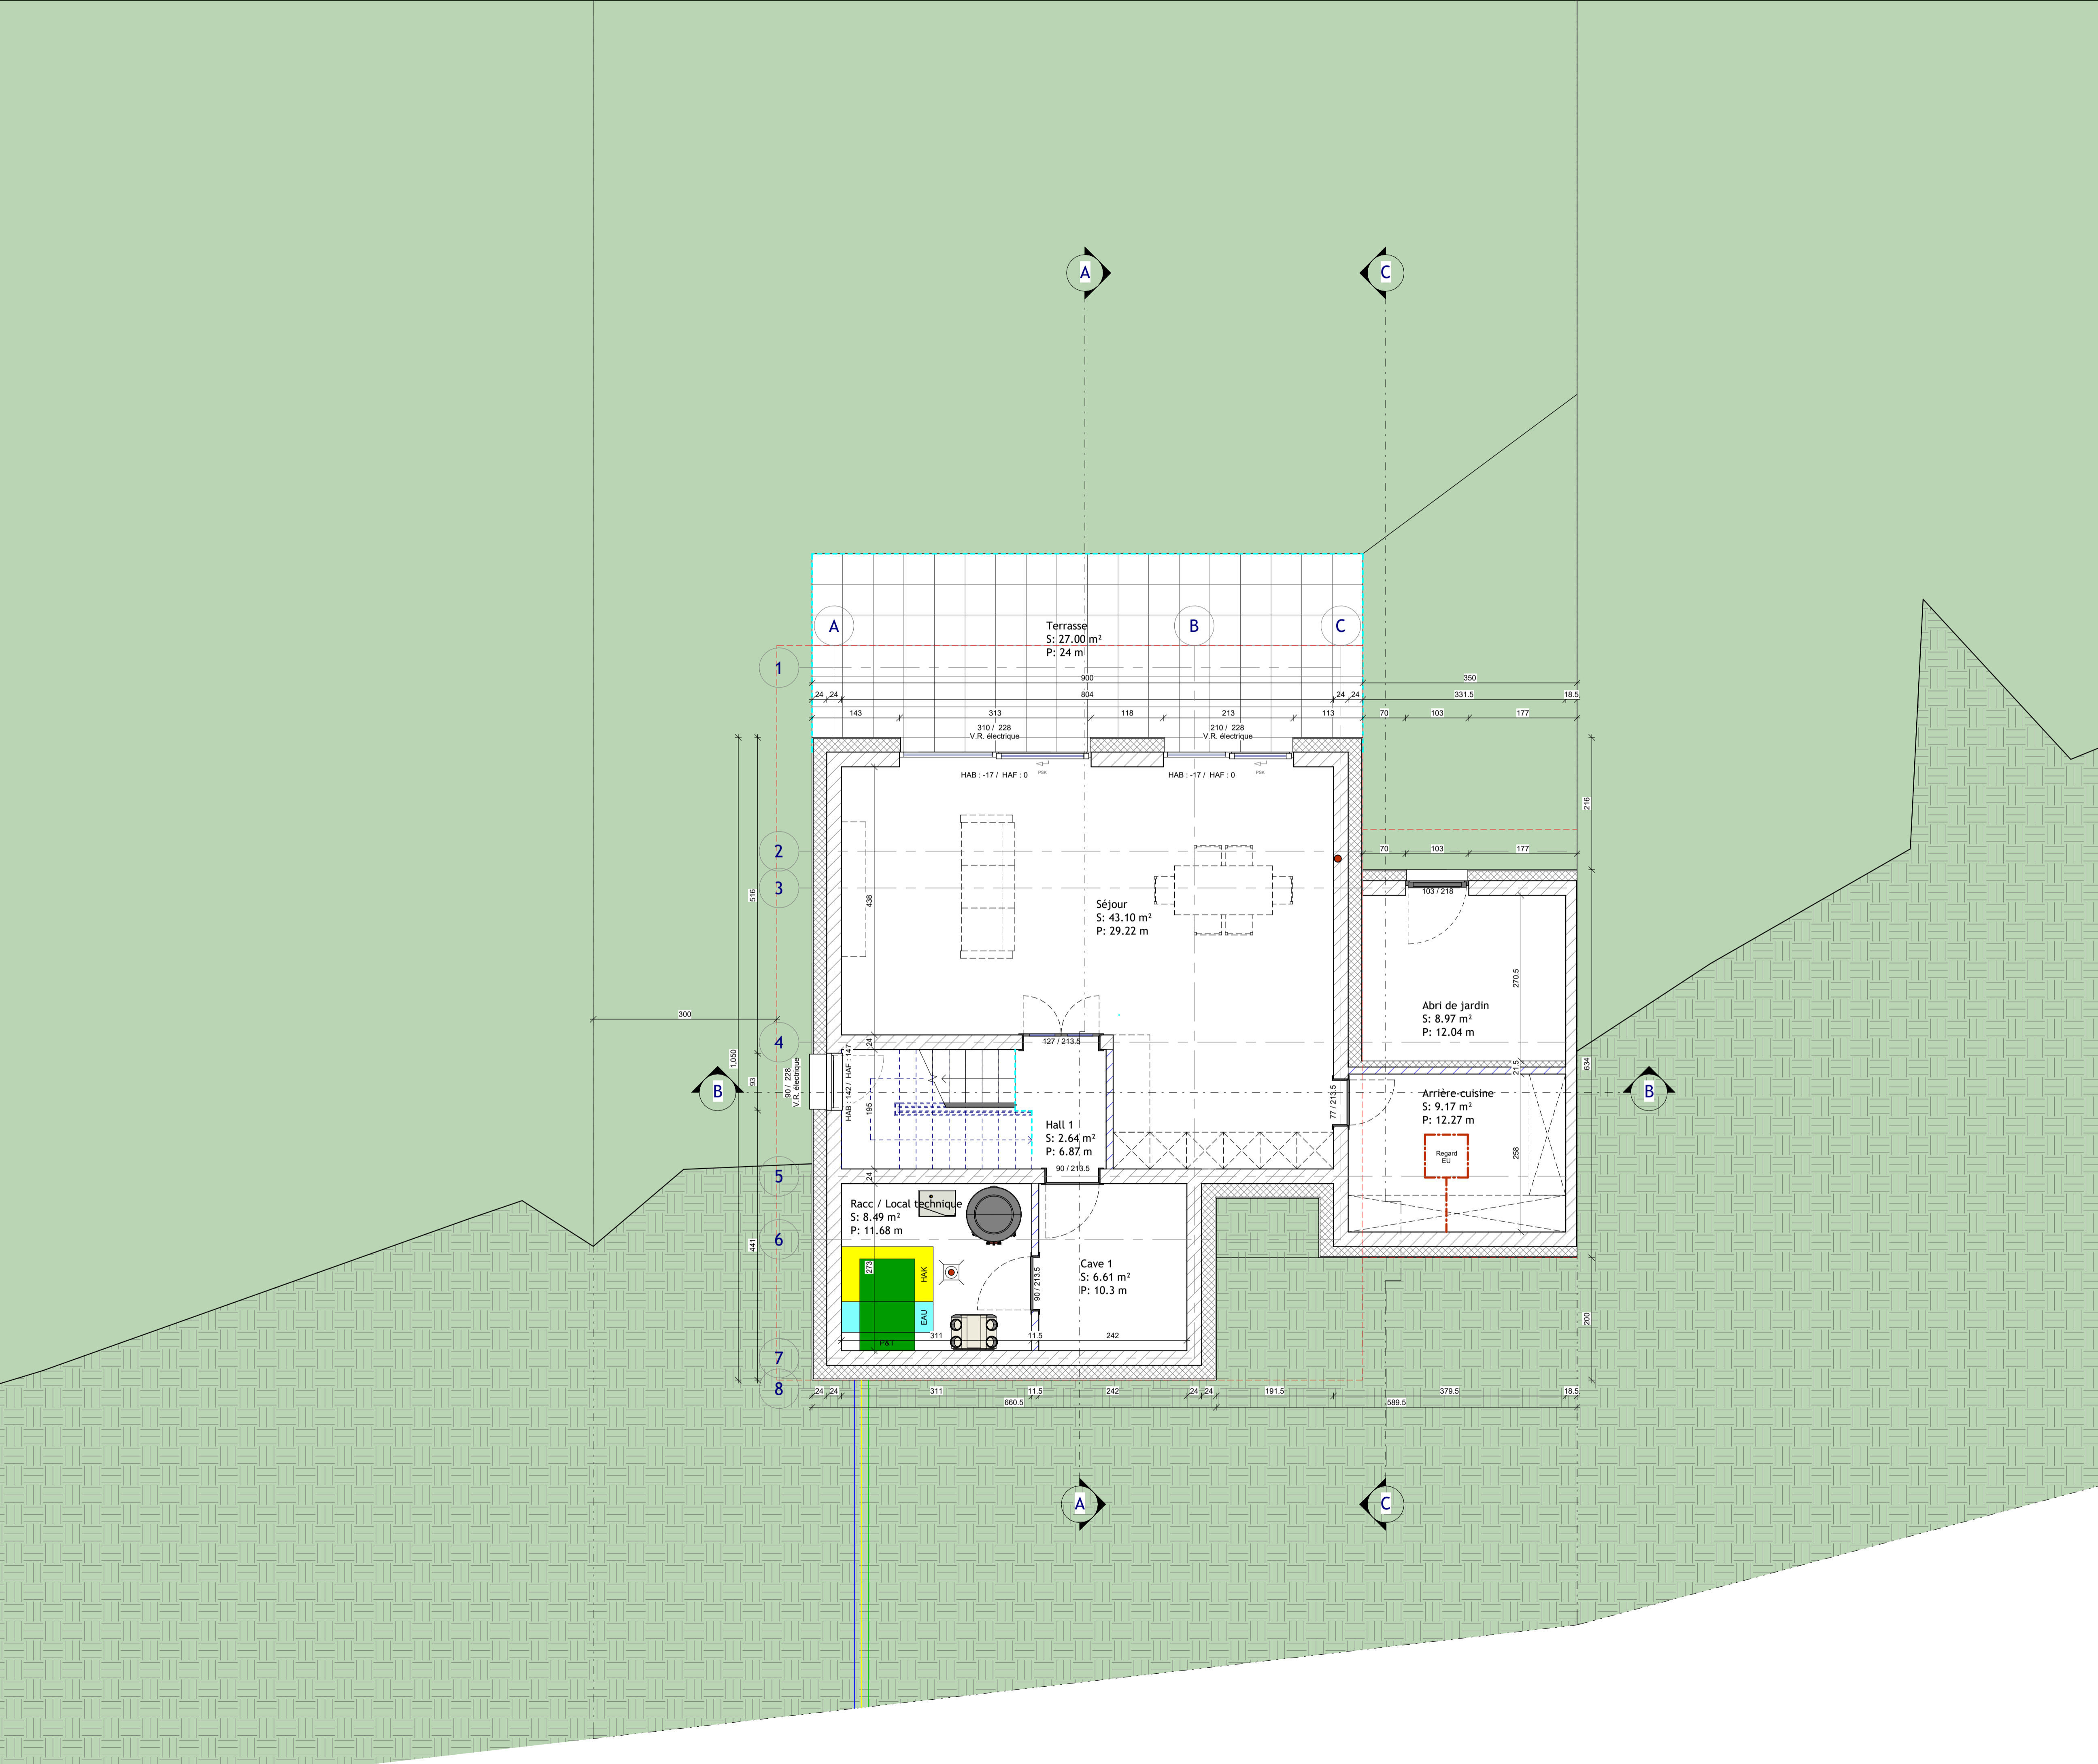 A
C
A
B
C
Terrasse
S: 27.00 m²
P: 24 m
1
900
350
24
24
804
24
24
331.5
18.5
143
313
118
213
113
70
103
177
310 / 228
V.R. électrique
210 / 228
V.R. électrique
HAB : -17 / HAF : 0
PSK
HAB : -17 / HAF : 0
PSK
216
2
70
103
177
3
103 / 218
516
438
Séjour
S: 43.10 m²
P: 29.22 m
270.5
Abri de jardin
S: 8.97 m²
P: 12.04 m
300
4
24
127 / 213.5
1,050
93
90 / 228
V.R. électrique
HAB : 142 / HAF : 147
21.5
634
B
195
77 / 213.5
Arrière-cuisine
S: 9.17 m²
P: 12.27 m
B
Hall 1
S: 2.64 m²
P: 6.87 m
258
Regard
EU
90 / 213.5
5
24
Racc / Local technique
S: 8.49 m²
P: 11.68 m
6
441
273
HAK
EAU
P&T
90 / 213.5
Cave 1
S: 6.61 m²
P: 10.3 m
200
311
11.5
242
7
8
24
24
311
11.5
242
24
24
191.5
379.5
18.5
660.5
589.5
A
C